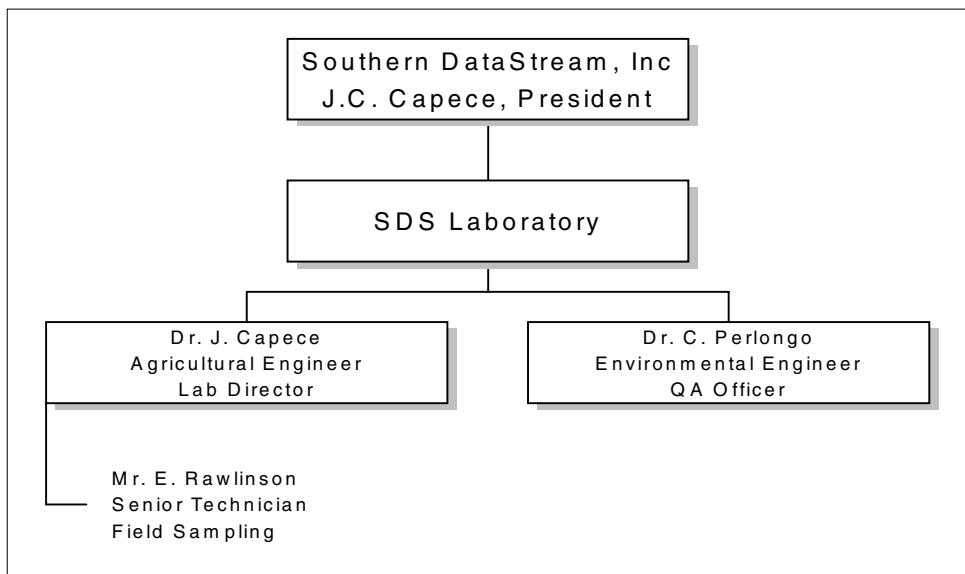 Southern DataStream, Inc
J.C. Capece, President
SDS Laboratory
Dr. J. Capece
Agricultural Engineer
Lab Director
Dr. C. Perlongo
Environmental Engineer
QA Officer
Mr. E. Rawlinson
Senior Technician
Field Sampling